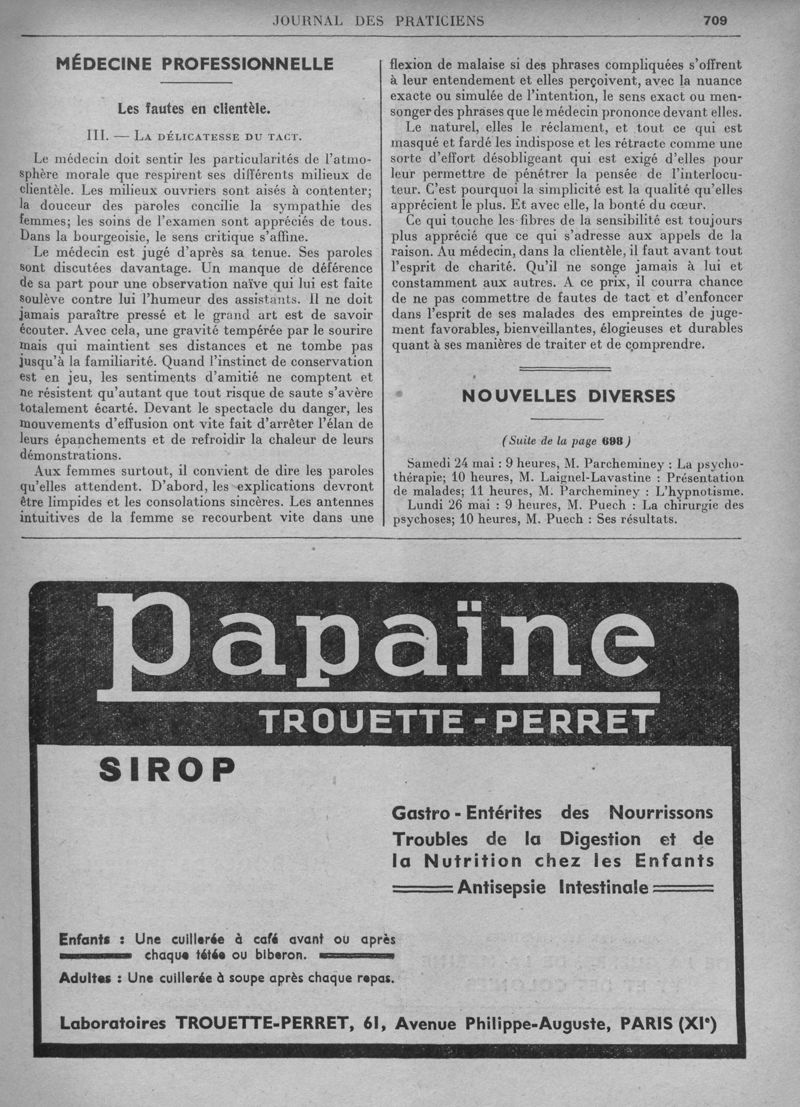 JOURNAL DES PRATICIENS 709
MÉDECINE PROFESSIONNELLE
Les fautes en clientèle.
III. — LA DÉLICATESSE DU TACT.
Le médecin doit sentir les particularités de l'atmo-
sphère morale que respirent ses différents milieux de
clientèle. Les milieux ouvriers sont aisés à contenter;
la douceur des paroles concilie la sympathie des
femmes; les soins de l'examen sont appréciés de tous.
Dans la bourgeoisie, le sens critique s'affine.
Le médecin est jugé d'après sa tenue. Ses paroles
sont discutées davantage. Un manque de déférence
de sa part pour une observation naïve qui lui est faite
soulève contre lui l'humeur des assistants. Il ne doit
jamais paraître pressé et le grand art est de savoir
écouter. Avec cela, une gravité tempérée par le sourire
mais qui maintient ses distances et ne tombe pas
jusqu'à la familiarité. Quand l'instinct de conservation
est en jeu, les sentiments d'amitié ne comptent et
ne résistent qu'autant que tout risque de saute s'avère
totalement écarté. Devant le spectacle du danger, les
mouvements d'effusion ont vite fait d'arrêter l'élan de
leurs épanchements et de refroidir la chaleur de leurs
démonstrations.
Aux femmes surtout, il convient de dire les paroles
qu'elles attendent. D'abord, les explications devront
être limpides et les consolations sincères. Les antennes
intuitives de la femme se recourbent vite dans une
flexion de malaise si des phrases compliquées s'offrent
à leur entendement et elles perçoivent, avec la nuance
exacte ou simulée de l'intention, le sens exact ou men-
songer des phrases que le médecin prononce devant elles.
Le naturel, elles le réclament, et tout ce qui est
masqué et fardé les indispose et les rétracte comme une
sorte d'effort désobligeant qui est exigé d'elles pour
leur permettre de pénétrer la pensée de l'interlocu-
teur. C'est pourquoi la simplicité est la qualité qu'elles
apprécient le plus. Et avec elle, la bonté du cœur.
Ce qui touche les fibres de la sensibilité est toujours
plus apprécié que ce qui s'adresse aux appels de la
raison. Au médecin, dans la clientèle, il faut avant tout
l'esprit de charité. Qu'il ne songe jamais à lui et
constamment aux autres. A ce prix, il courra chance
de ne pas commettre de fautes de tact et d'enfoncer
dans l'esprit de ses malades des empreintes de juge-
ment favorables, bienveillantes, élogieuses et durables
quant à ses manières de traiter et de comprendre.
NOUVELLES DIVERSES
(Suite de la page 698)
Samedi 24 mai : 9 heures, M. Parcheminey : La psycho-
thérapie; 10 heures, M. Laignel-Lavastine : Présentation
de malades; 11 heures, M. Parcheminey : L'hypnotisme.
Lundi 26 mai : 9 heures, M. Puech : La chirurgie des
psychoses; 10 heures, M. Puech : Ses résultats.
Papaïne
TROUETTE-PERRET
SIROP
Gastro-Entérites des Nourrissons
Troubles de la Digestion et de
la Nutrition chez les Enfants
Antisepsie Intestinale
Enfants : Une cuillerée à café avant ou après
chaque tétée ou biberon.
Adultes : Une cuillerée à soupe après chaque repas.
Laboratoires TROUETTE-PERRET, 61, Avenue Philippe-Auguste, PARIS (XIe)